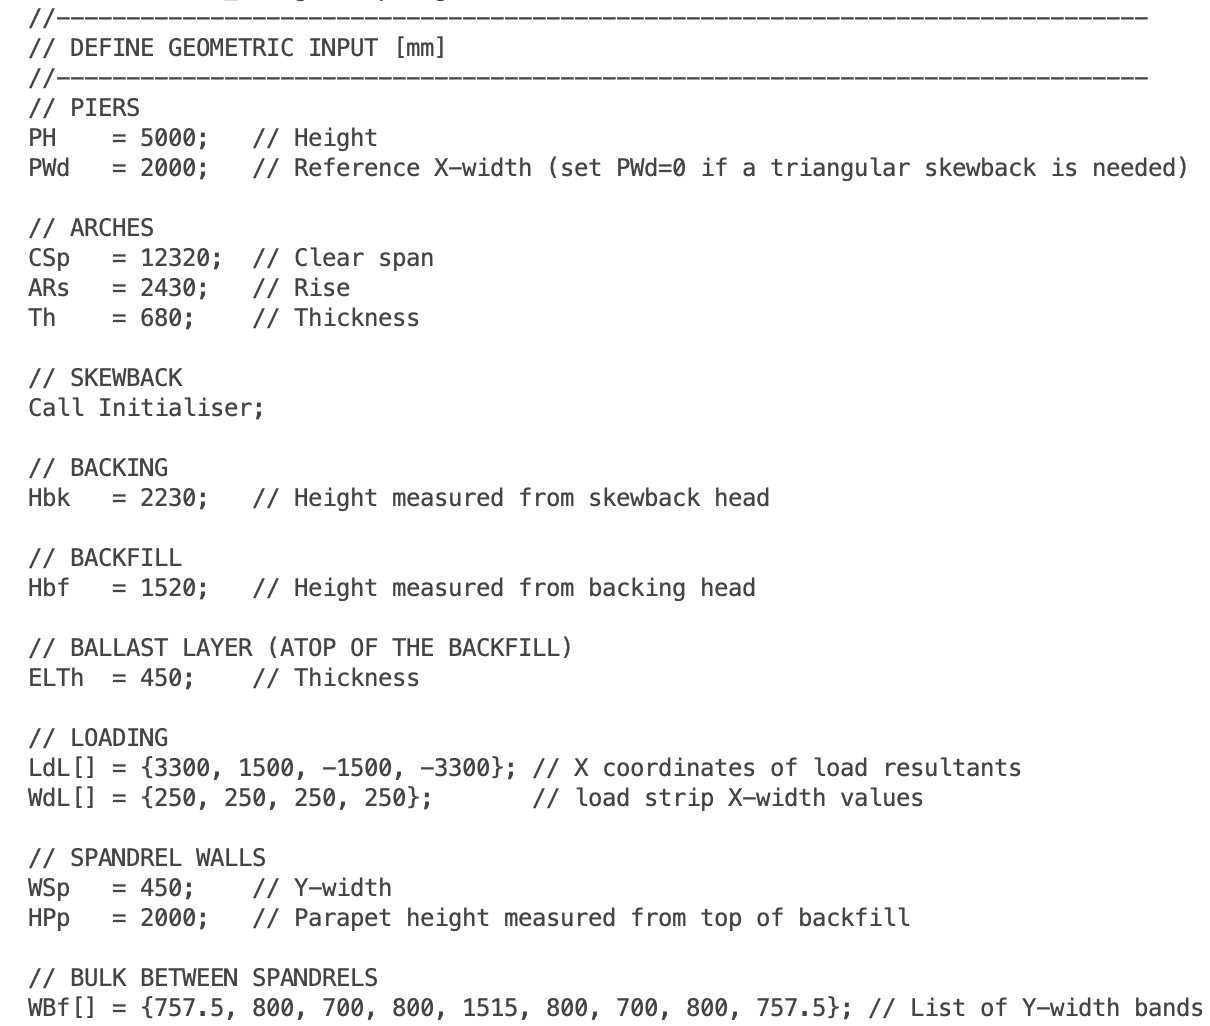 //------------------------------------------------------------------------------
// DEFINE GEOMETRIC INPUT [mm]
//------------------------------------------------------------------------------
// PIERS
PH    = 5000;   // Height
PWd   = 2000;   // Reference X-width (set PWd=0 if a triangular skewback is needed)

// ARCHES
CSp   = 12320;  // Clear span
ARs   = 2430;   // Rise
Th    = 680;    // Thickness

// SKEWBACK
Call Initialiser;

// BACKING
Hbk   = 2230;   // Height measured from skewback head

// BACKFILL
Hbf   = 1520;   // Height measured from backing head

// BALLAST LAYER (ATOP OF THE BACKFILL)
ELTh  = 450;    // Thickness

// LOADING
LdL[] = {3300, 1500, -1500, -3300}; // X coordinates of load resultants
WdL[] = {250, 250, 250, 250};       // load strip X-width values

// SPANDREL WALLS
WSp   = 450;    // Y-width
HPp   = 2000;   // Parapet height measured from top of backfill

// BULK BETWEEN SPANDRELS
WBf[] = {757.5, 800, 700, 800, 1515, 800, 700, 800, 757.5}; // List of Y-width bands